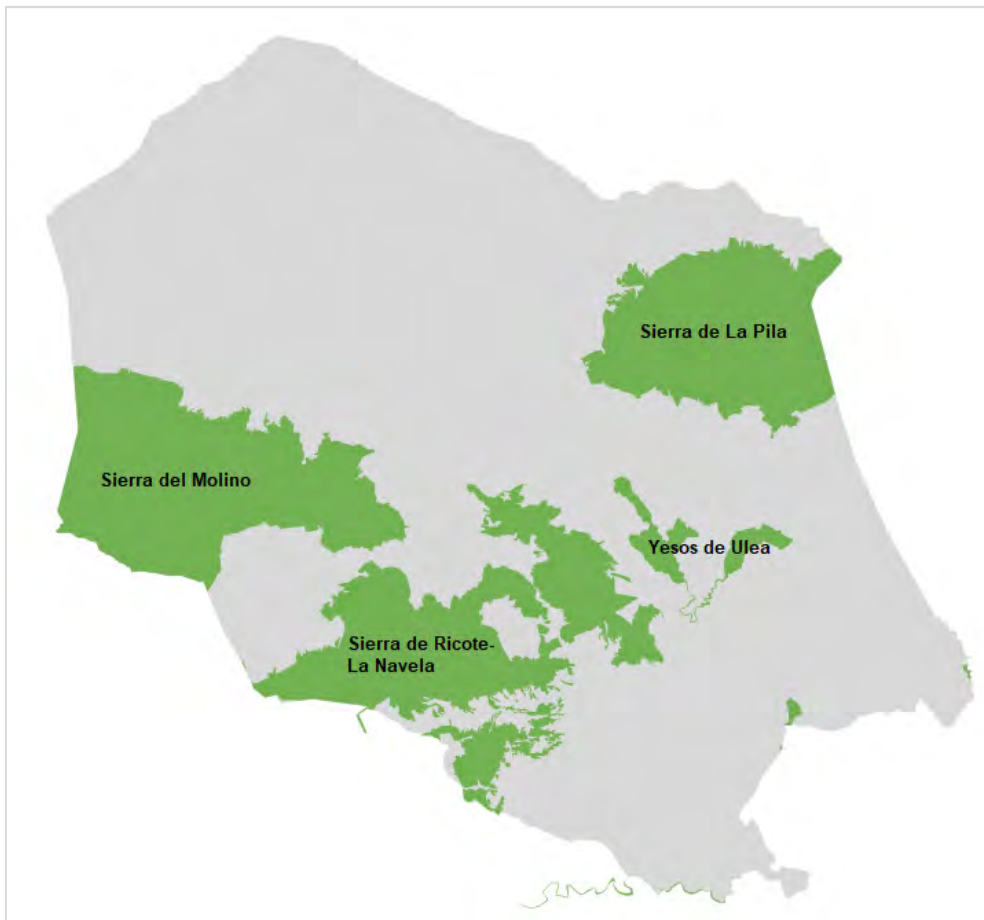 Sierra de La Pila
Sierra del Molino
Yesos de Ulea
Sierra de Ricote-
La Navela